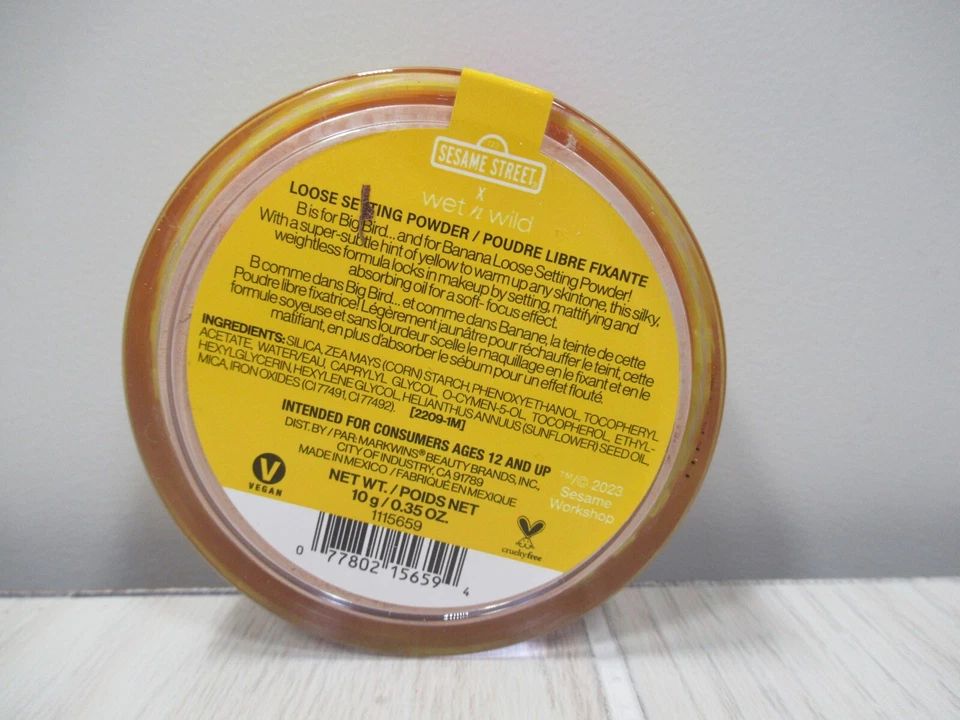 123
SESAME STREET
x
wet n wild
LOOSE SETTING POWDER / POUDRE LIBRE FIXANTE
B is for Big Bird... and for Banana Loose Setting Powder!
With a super-subtle hint of yellow to warm up any skintone, this silky,
weightless formula locks in makeup by setting, mattifying and
absorbing oil for a soft-focus effect.
B comme dans Big Bird... et comme dans Banane, la teinte de cette
Poudre libre fixatrice! Légèrement jaunâtre pour réchauffer le teint, cette
formule soyeuse et sans lourdeur scelle le maquillage en le fixant et en le
matifiant, en plus d'absorber le sébum pour un effet flouté.
INGREDIENTS: SILICA, ZEA MAYS (CORN) STARCH, PHENOXYETHANOL, TOCOPHERYL
ACETATE, WATER/EAU, CAPRYLYL GLYCOL, O-CYMEN-5-OL, TOCOPHEROL, ETHYL-
HEXYLGLYCERIN, HEXYLENE GLYCOL, HELIANTHUS ANNUUS (SUNFLOWER) SEED OIL,
MICA, IRON OXIDES (CI 77491, CI 77492). [2209-1M]
INTENDED FOR CONSUMERS AGES 12 AND UP
DIST. BY / PAR: MARKWINS® BEAUTY BRANDS, INC.,
CITY OF INDUSTRY, CA 91789
MADE IN MEXICO / FABRIQUÉ EN MEXIQUE
NET WT. / POIDS NET
10 g / 0.35 OZ.
1115659
V
VEGAN
™/© 2023
Sesame
Workshop
crueltyfree
0 77802 15659 4